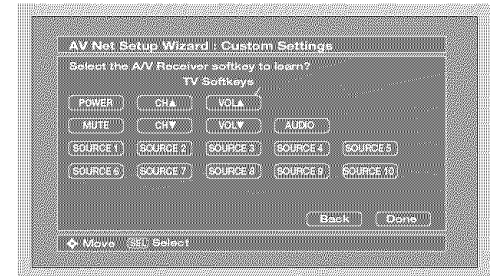 AV Net Setup Wizard : Custom Settings
Select the A/V Receiver softkey to learn?
TV Softkeys
POWER CH▲ VOL▲
MUTE CH▼ VOL▼ AUDIO
SOURCE 1 SOURCE 2 SOURCE 3 SOURCE 4 SOURCE 5
SOURCE 6 SOURCE 7 SOURCE 8 SOURCE 9 SOURCE 10
Back Done
Move SEL Select